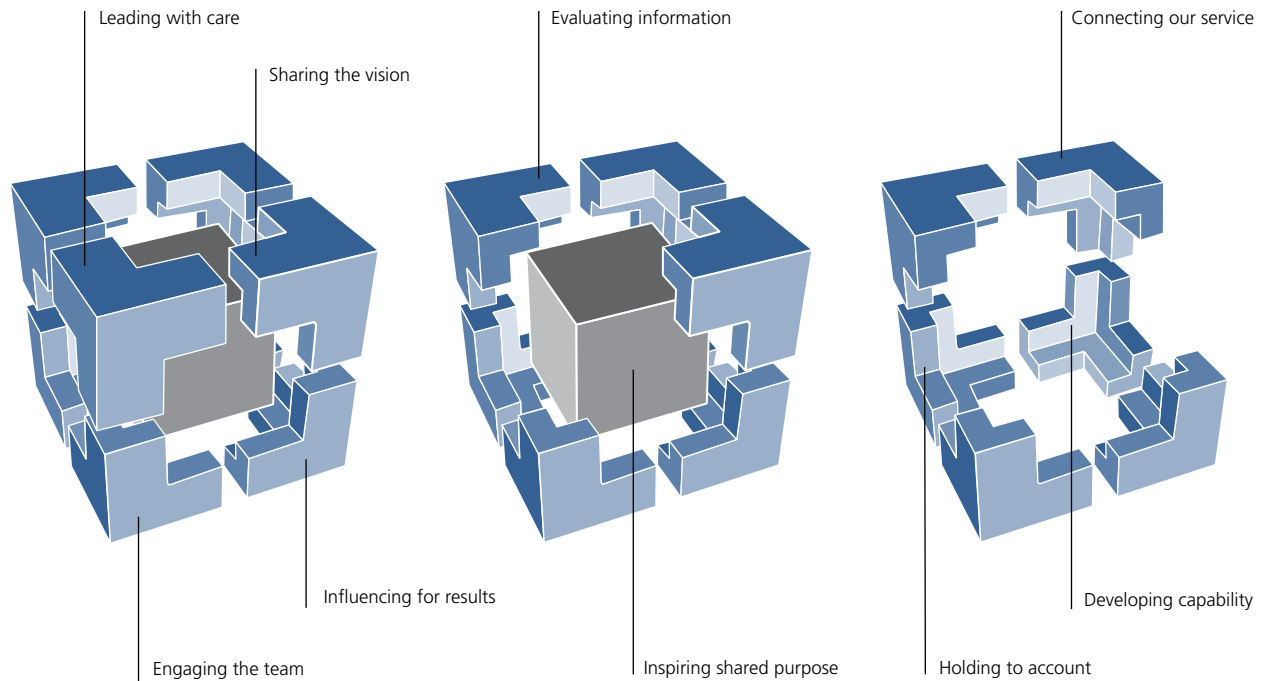 Leading with care
Evaluating information
Connecting our service
Sharing the vision
Influencing for results
Developing capability
Engaging the team
Inspiring shared purpose
Holding to account